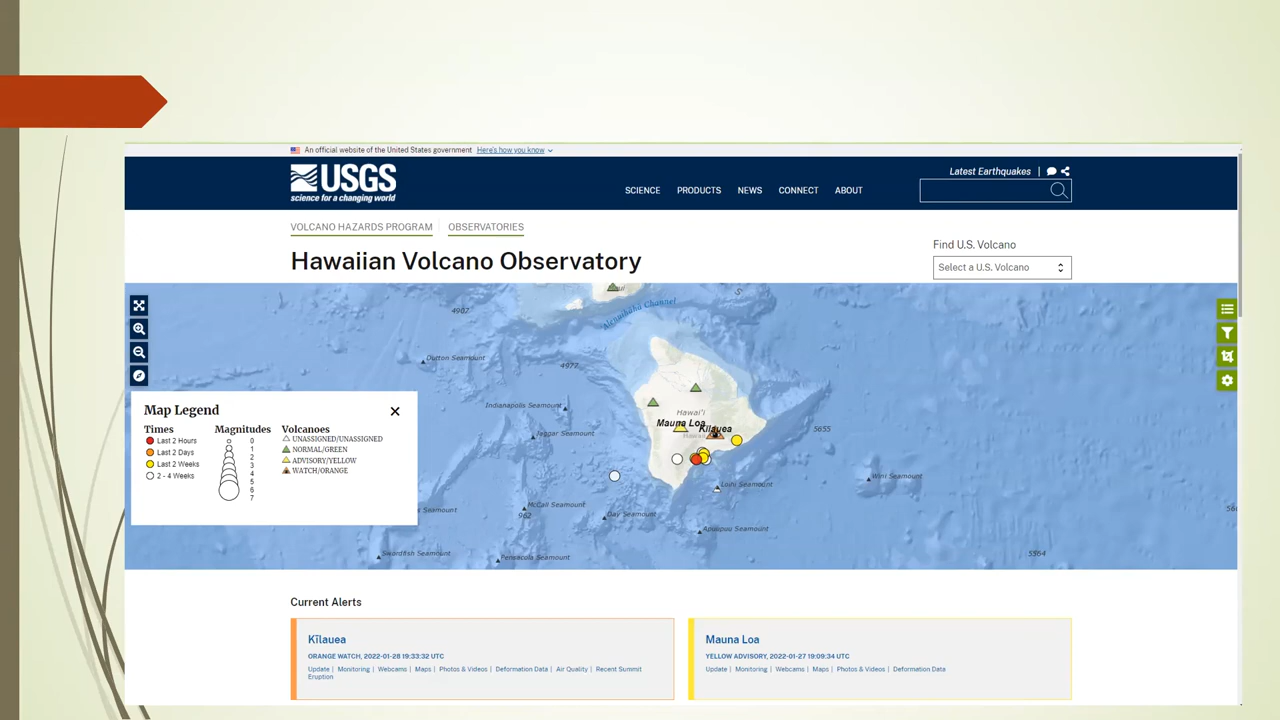 An official website of the United States government Here's how you know
USGS
science for a changing world
SCIENCE PRODUCTS NEWS CONNECT ABOUT
Latest Earthquakes |
VOLCANO HAZARDS PROGRAM OBSERVATORIES
Hawaiian Volcano Observatory
Find U.S. Volcano
Select a U.S. Volcano
4907
Alenuihāhā Channel
Dutton Seamount
4977
Indianapolis Seamount
Jaggar Seamount
Hawai'i
Mauna Loa
Kilauea
5655
Loihi Seamount
Wini Seamount
McCall Seamount
962
Day Seamount
Apuupuu Seamount
Swordfish Seamount
Pensacola Seamount
5564
Map Legend
Times
Last 2 Hours
Last 2 Days
Last 2 Weeks
2 - 4 Weeks
Magnitudes
0
1
2
3
4
5
6
7
Volcanoes
UNASSIGNED/UNASSIGNED
NORMAL/GREEN
ADVISORY/YELLOW
WATCH/ORANGE
Current Alerts
Kīlauea
ORANGE WATCH, 2022-01-28 19:33:32 UTC
Update | Monitoring | Webcams | Maps | Photos & Videos | Deformation Data | Air Quality | Recent Summit
Eruption
Mauna Loa
YELLOW ADVISORY, 2022-01-27 19:09:34 UTC
Update | Monitoring | Webcams | Maps | Photos & Videos | Deformation Data